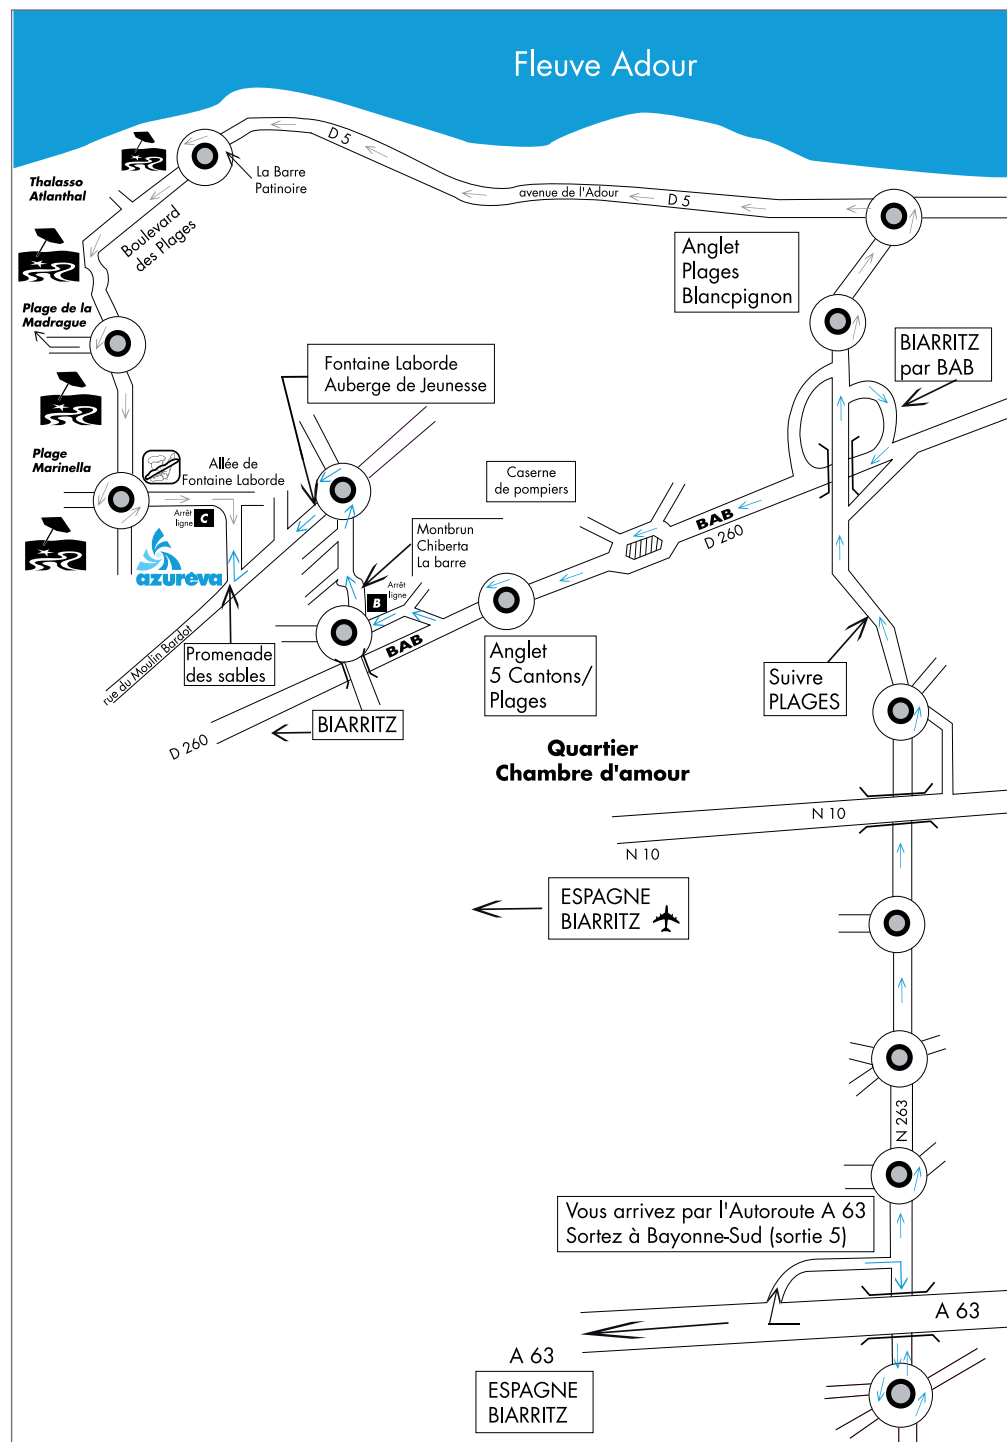 Fleuve Adour
D 5
La Barre
Patinoire
Thalasso
Atlanthal
avenue de l'Adour
D 5
Boulevard
des Plages
Anglet
Plages
Blancpignon
Plage de la
Madrague
BIARRITZ
par BAB
Fontaine Laborde
Auberge de Jeunesse
Plage
Marinella
Allée de
Fontaine Laborde
Caserne
de pompiers
Arrêt
ligne
C
BAB
D 260
Montbrun
Chiberta
La barre
azurèva
Arrêt
ligne
B
BAB
rue du Moulin Bardot
Promenade
des sables
Anglet
5 Cantons/
Plages
Suivre
PLAGES
D 260
BIARRITZ
Quartier
Chambre d'amour
N 10
N 10
ESPAGNE
BIARRITZ
N 263
Vous arrivez par l'Autoroute A 63
Sortez à Bayonne-Sud (sortie 5)
A 63
A 63
ESPAGNE
BIARRITZ